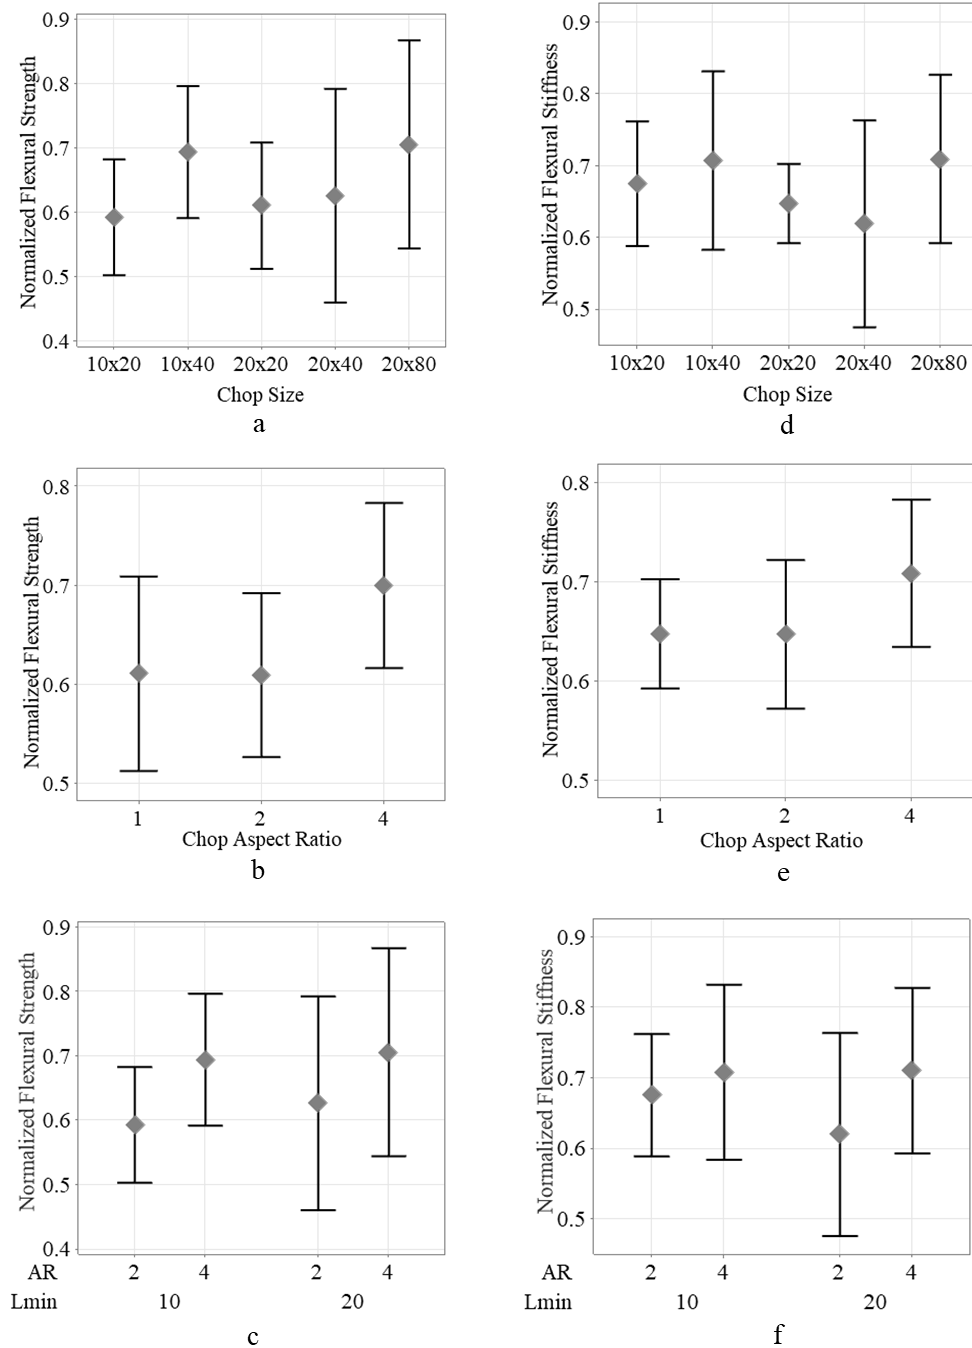 Normalized Flexural Strength
0.9
0.8
0.7
0.6
0.5
0.4
10x20 10x40 20x20 20x40 20x80
Chop Size
a
Normalized Flexural Stiffness
0.9
0.8
0.7
0.6
0.5
10x20 10x40 20x20 20x40 20x80
Chop Size
d
Normalized Flexural Strength
0.8
0.7
0.6
0.5
1 2 4
Chop Aspect Ratio
b
Normalized Flexural Stiffness
0.8
0.7
0.6
0.5
1 2 4
Chop Aspect Ratio
e
Normalized Flexural Strength
0.9
0.8
0.7
0.6
0.5
0.4
AR 2 4 2 4
Lmin 10 20
c
Normalized Flexural Stiffness
0.9
0.8
0.7
0.6
0.5
AR 2 4 2 4
Lmin 10 20
f